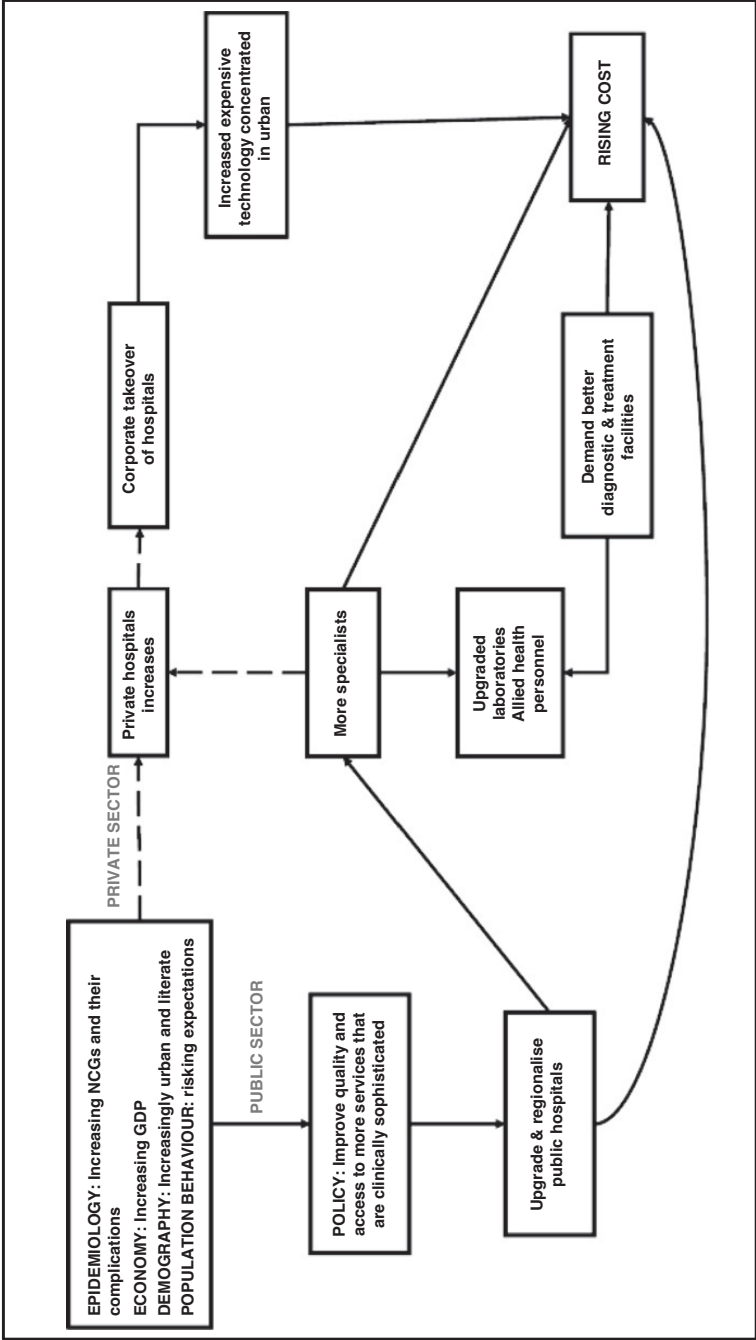 EPIDEMIOLOGY: Increasing NCGs and their
complications
ECONOMY: Increasing GDP
DEMOGRAPHY: Increasingly urban and literate
POPULATION BEHAVIOUR: risking expectations
PRIVATE SECTOR
Private hospitals
increases
Corporate takeover
of hospitals
Increased expensive
technology concentrated
in urban
PUBLIC SECTOR
POLICY: Improve quality and
access to more services that
are clinically sophisticated
More specialists
Upgrade & regionalise
public hospitals
Upgraded
laboratories
Allied health
personnel
Demand better
diagnostic & treatment
facilities
RISING COST